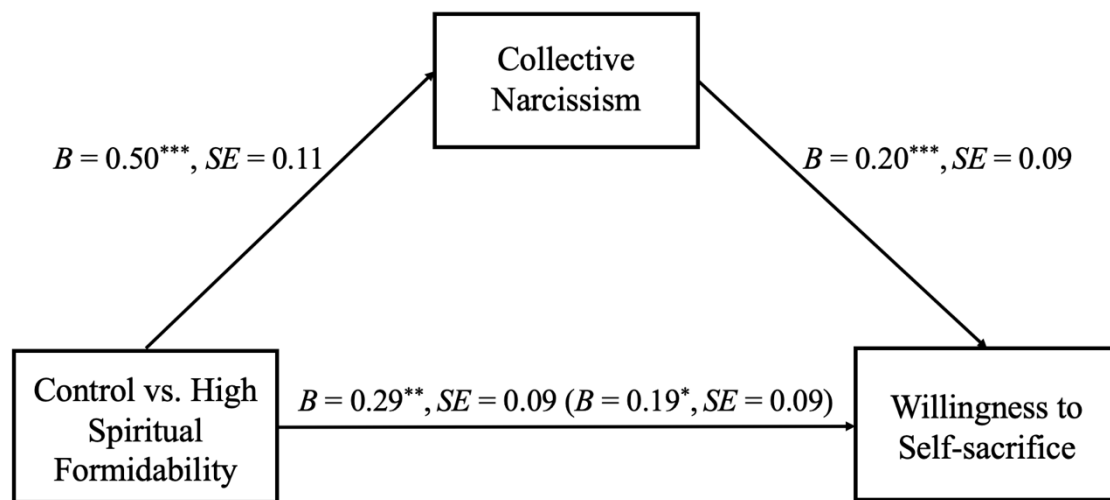 Collective
Narcissism
B = 0.50***, SE = 0.11
B = 0.20***, SE = 0.09
Control vs. High
Spiritual
Formidability
B = 0.29**, SE = 0.09 (B = 0.19*, SE = 0.09)
Willingness to
Self-sacrifice